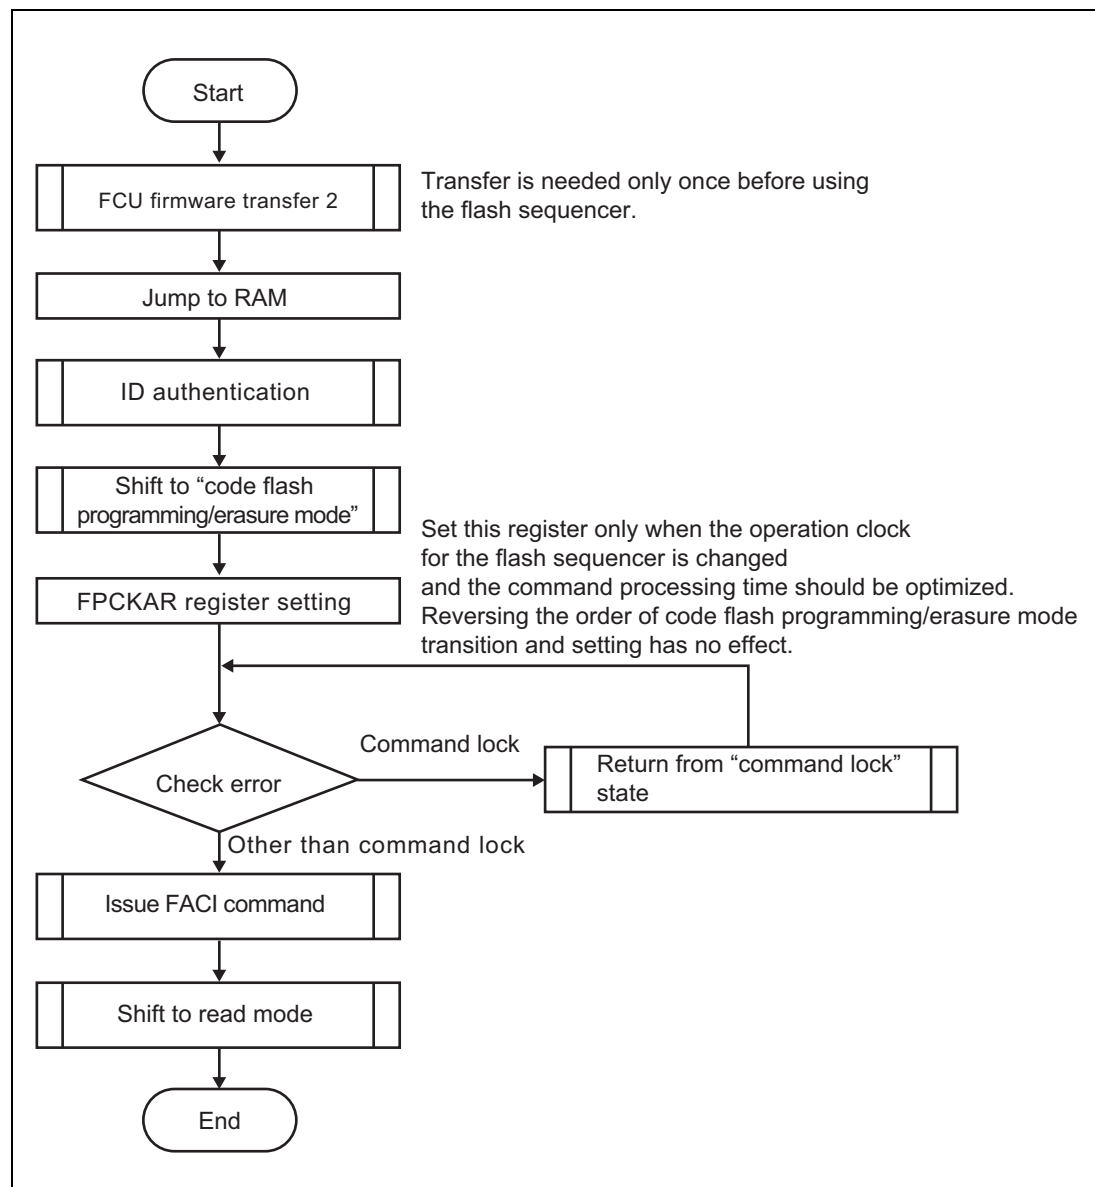 Start
FCU firmware transfer 2
Transfer is needed only once before using
the flash sequencer.
Jump to RAM
ID authentication
Shift to “code flash
programming/erasure mode”
Set this register only when the operation clock
for the flash sequencer is changed
and the command processing time should be optimized.
Reversing the order of code flash programming/erasure mode
transition and setting has no effect.
FPCKAR register setting
Check error
Command lock
Return from “command lock”
state
Other than command lock
Issue FACI command
Shift to read mode
End